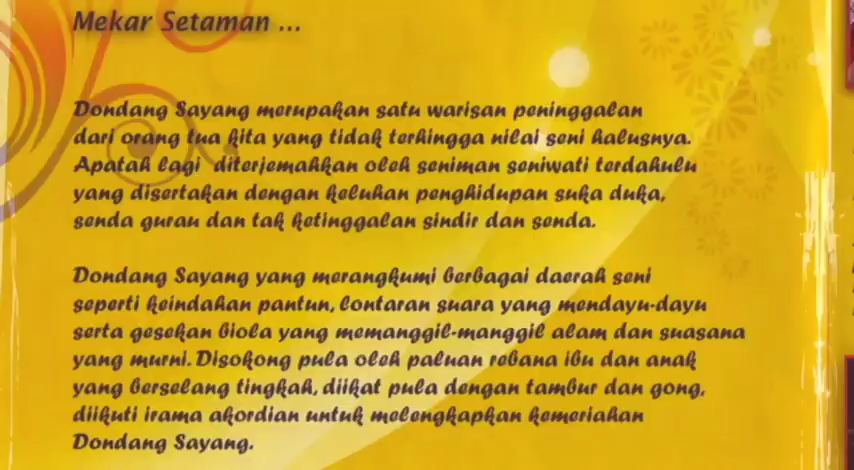 Mekar Setaman ...
Dondang Sayang merupakan satu warisan peninggalan
dari orang tua kita yang tidak terhingga nilai seni halusnya.
Apatah lagi diterjemahkan oleh seniman seniwati terdahulu
yang disertakan dengan keluhan penghidupan suka duka,
senda gurau dan tak ketinggalan sindir dan senda.
Dondang Sayang yang merangkumi berbagai daerah seni
seperti keindahan pantun, lontaran suara yang mendayu-dayu
serta gesekan biola yang memanggil-manggil alam dan suasana
yang murni. Disokong pula oleh paluan rebana ibu dan anak
yang berselang tingkah, diikat pula dengan tambur dan gong,
diikuti irama akordian untuk melengkapkan kemeriahan
Dondang Sayang.